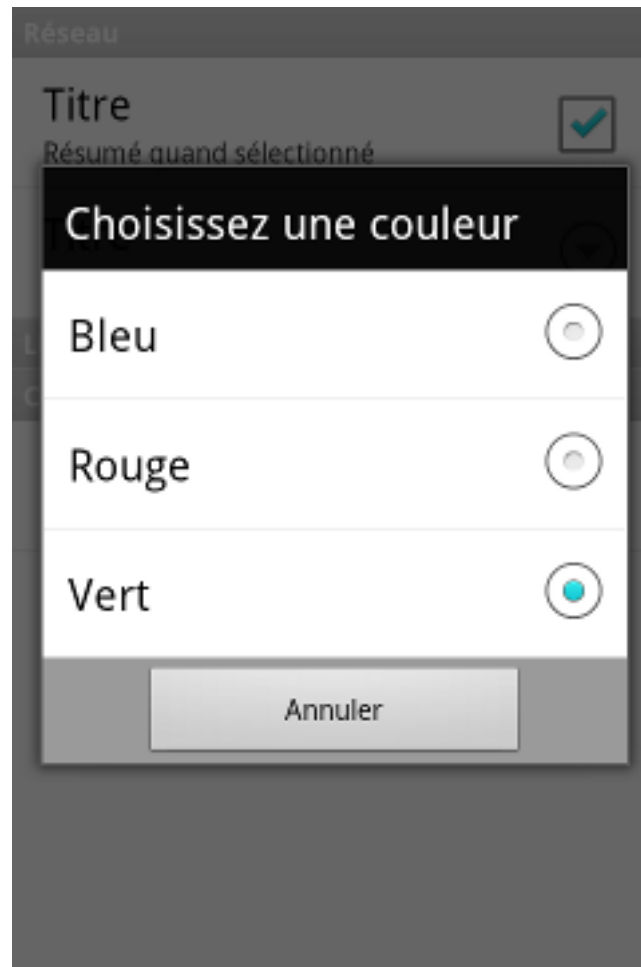 Réseau
Titre
Résumé quand sélectionné
Choisissez une couleur
Bleu
Rouge
Vert
Annuler